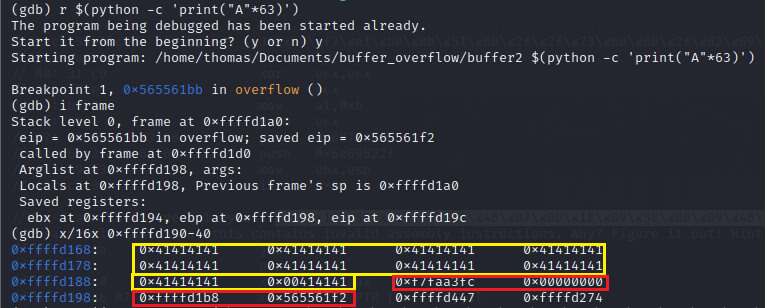 (gdb) r $(python -c 'print("A"*63)')
The program being debugged has been started already.
Start it from the beginning? (y or n) y
Starting program: /home/thomas/Documents/buffer_overflow/buffer2 $(python -c 'print("A"*63)')
Breakpoint 1, 0×565561bb in overflow ()
(gdb) i frame
Stack level 0, frame at 0×ffffd1a0:
eip = 0×565561bb in overflow; saved eip = 0×565561f2
called by frame at 0×ffffd1d0
Arglist at 0×ffffd198, args:
Locals at 0×ffffd198, Previous frame's sp is 0×ffffd1a0
Saved registers:
ebx at 0×ffffd194, ebp at 0×ffffd198, eip at 0×ffffd19c
(gdb) x/16x 0×ffffd190-40
0×ffffd168: 0×41414141 0×41414141 0×41414141 0×41414141
0×ffffd178: 0×41414141 0×41414141 0×41414141 0×41414141
0×ffffd188: 0×41414141 0×00414141 0×f7faa3fc 0×00000000
0×ffffd198: 0×ffffd1b8 0×565561f2 0×ffffd447 0×ffffd274